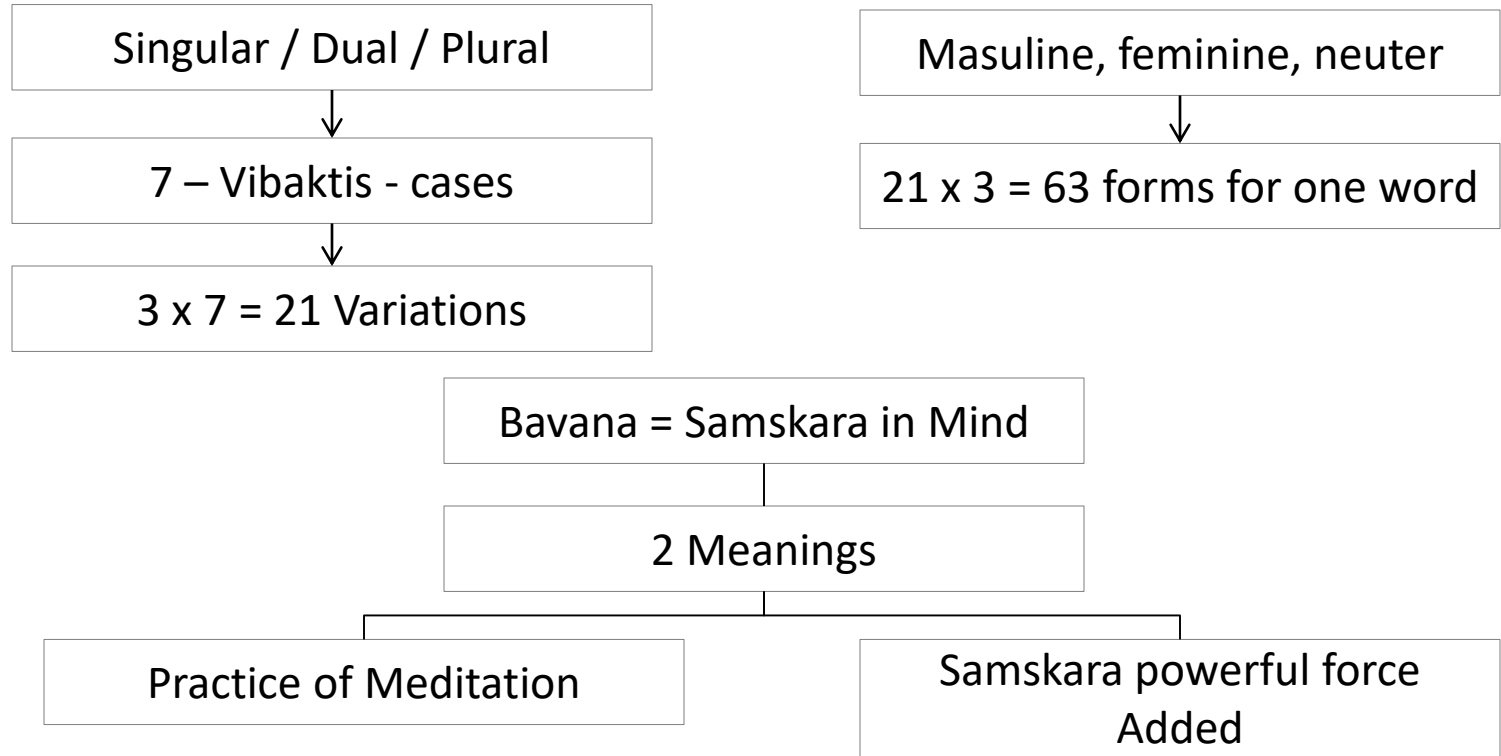 Singular / Dual / Plural
7 – Vibaktis - cases
3 x 7 = 21 Variations
Masuline, feminine, neuter
21 x 3 = 63 forms for one word
Bavana = Samskara in Mind
2 Meanings
Practice of Meditation
Samskara powerful force
Added